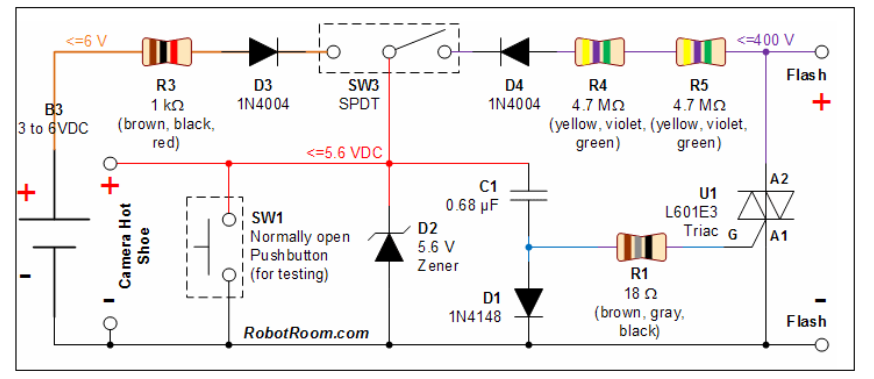 <=6 V
<=400 V
R3
1 kΩ
(brown, black,
red)
D3
1N4004
SW3
SPDT
D4
1N4004
R4
4.7 MΩ
(yellow, violet,
green)
R5
4.7 MΩ
(yellow, violet,
green)
Flash
+
B3
3 to 6VDC
+
-
+
Camera Hot
Shoe
-
<=5.6 VDC
SW1
Normally open
Pushbutton
(for testing)
D2
5.6 V
Zener
C1
0.68 µF
D1
1N4148
R1
18 Ω
(brown, gray,
black)
U1
L601E3
Triac
A2
G
A1
-
Flash
RobotRoom.com